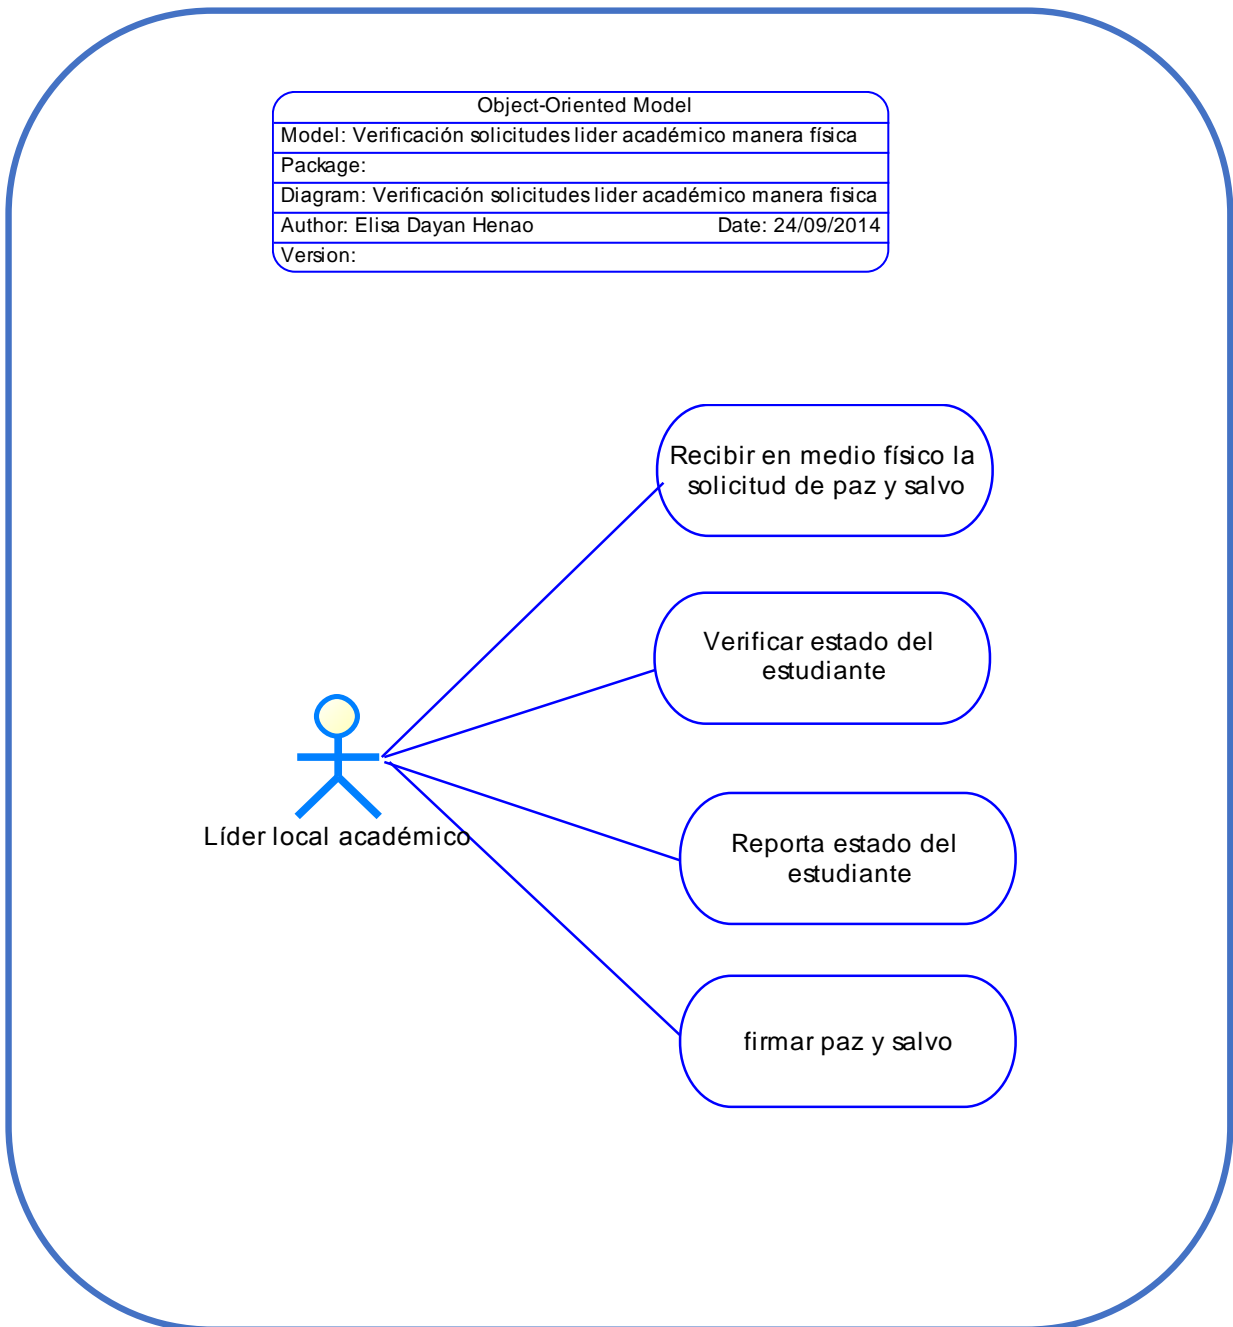 Object-Oriented Model
Model: Verificación solicitudes lider académico manera física
Package:
Diagram: Verificación solicitudes lider académico manera fisica
Author: Elisa Dayan Henao Date: 24/09/2014
Version:
Recibir en medio físico la
solicitud de paz y salvo
Verificar estado del
estudiante
Líder local académico
Reporta estado del
estudiante
firmar paz y salvo